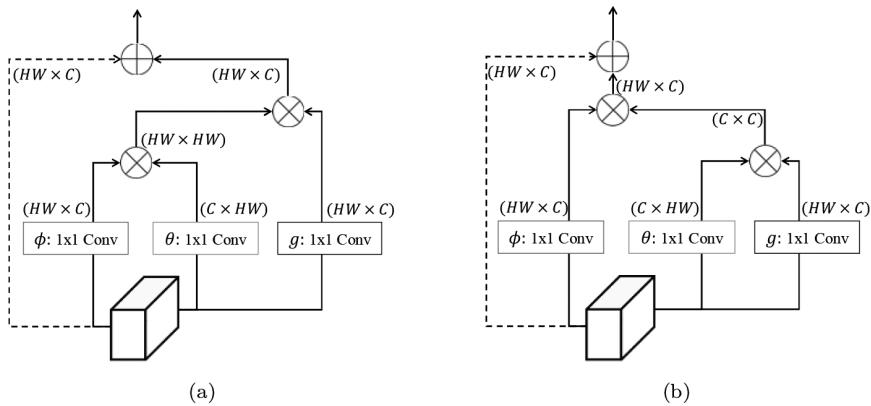 (HW × C)
(HW × C)
(HW × HW)
(HW × C)
(C × HW)
(HW × C)
ϕ: 1x1 Conv
θ: 1x1 Conv
g: 1x1 Conv
(a)
(HW × C)
(HW × C)
(C × C)
(HW × C)
(C × HW)
(HW × C)
ϕ: 1x1 Conv
θ: 1x1 Conv
g: 1x1 Conv
(b)